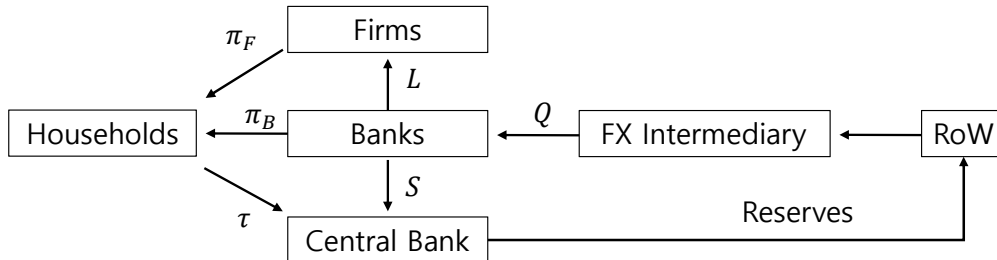 Firms
π_F
L
Households
π_B
Banks
Q
FX Intermediary
RoW
S
τ
Reserves
Central Bank